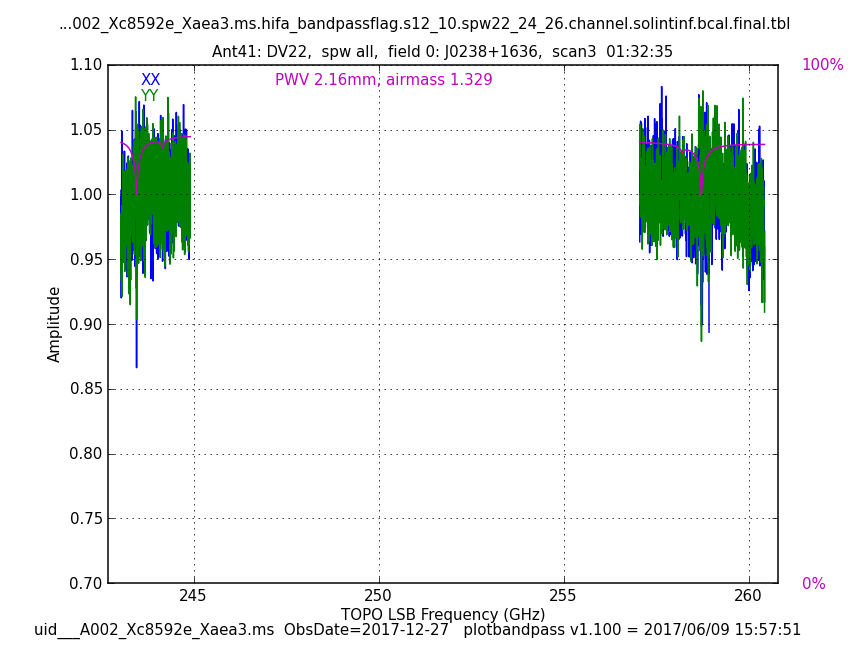 ...002_Xc8592e_Xaea3.ms.hifa_bandpassflag.s12_10.spw22_24_26.channel.solintinf.bcal.final.tbl
Ant41: DV22,  spw all,  field 0: J0238+1636,  scan3  01:32:35
1.10
100%
XX
PWV 2.16mm, airmass 1.329
YY
1.05
1.00
0.95
Amplitude
0.90
0.85
0.80
0.75
0.70
0%
245
250
255
260
TOPO LSB Frequency (GHz)
uid___A002_Xc8592e_Xaea3.ms  ObsDate=2017-12-27   plotbandpass v1.100 = 2017/06/09 15:57:51